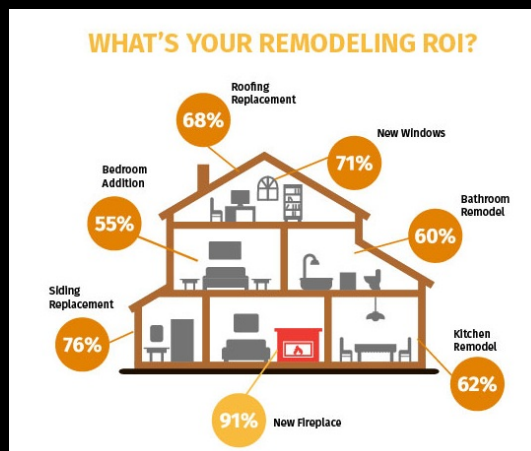 WHAT'S YOUR REMODELING ROI?
Roofing
Replacement
68%
New Windows
71%
Bedroom
Addition
55%
Bathroom
Remodel
60%
Siding
Replacement
76%
Kitchen
Remodel
62%
91%
New Fireplace